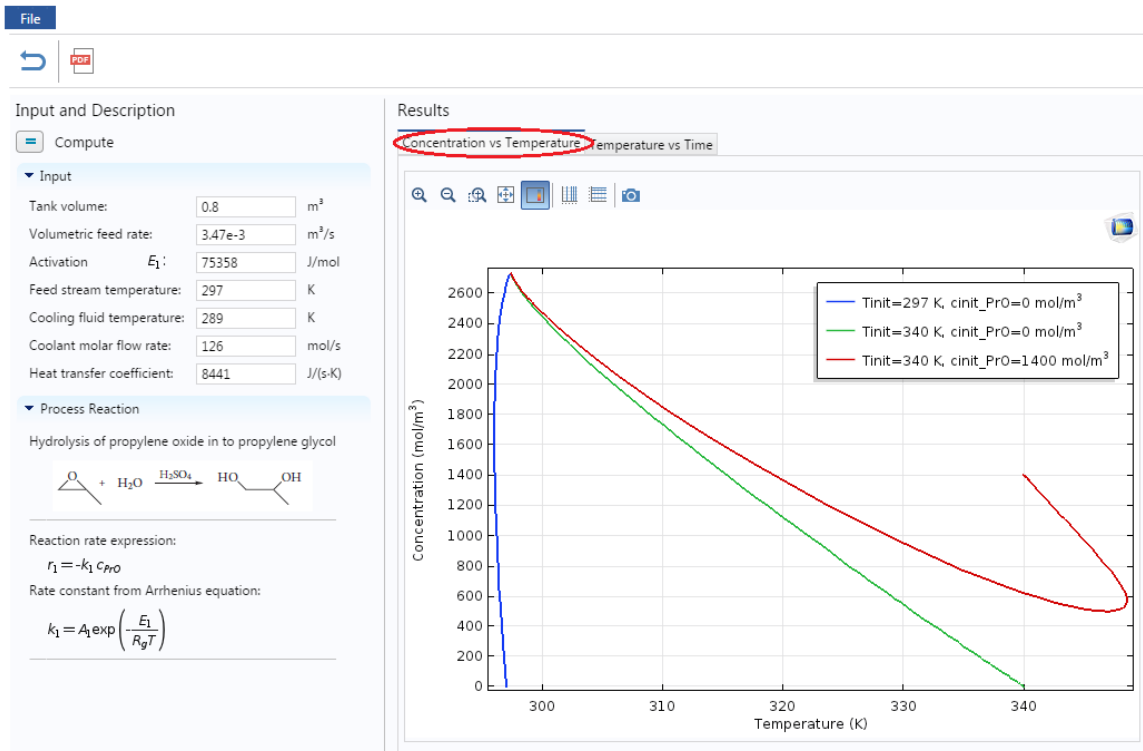 File
PDF
Input and Description
= Compute
Input
Tank volume: 0.8 m³
Volumetric feed rate: 3.47e-3 m³/s
Activation E₁: 75358 J/mol
Feed stream temperature: 297 K
Cooling fluid temperature: 289 K
Coolant molar flow rate: 126 mol/s
Heat transfer coefficient: 8441 J/(s·K)
Process Reaction
Hydrolysis of propylene oxide in to propylene glycol
O + H₂O H₂SO₄ HO OH
Reaction rate expression:
r₁=-k₁ c_PrO
Rate constant from Arrhenius equation:
k₁=A₁exp(-E₁/R_gT)
Results
Concentration vs Temperature Temperature vs Time
Tinit=297 K, cinit_PrO=0 mol/m³
Tinit=340 K, cinit_PrO=0 mol/m³
Tinit=340 K, cinit_PrO=1400 mol/m³
Concentration (mol/m³)
2600
2400
2200
2000
1800
1600
1400
1200
1000
800
600
400
200
0
300 310 320 330 340
Temperature (K)